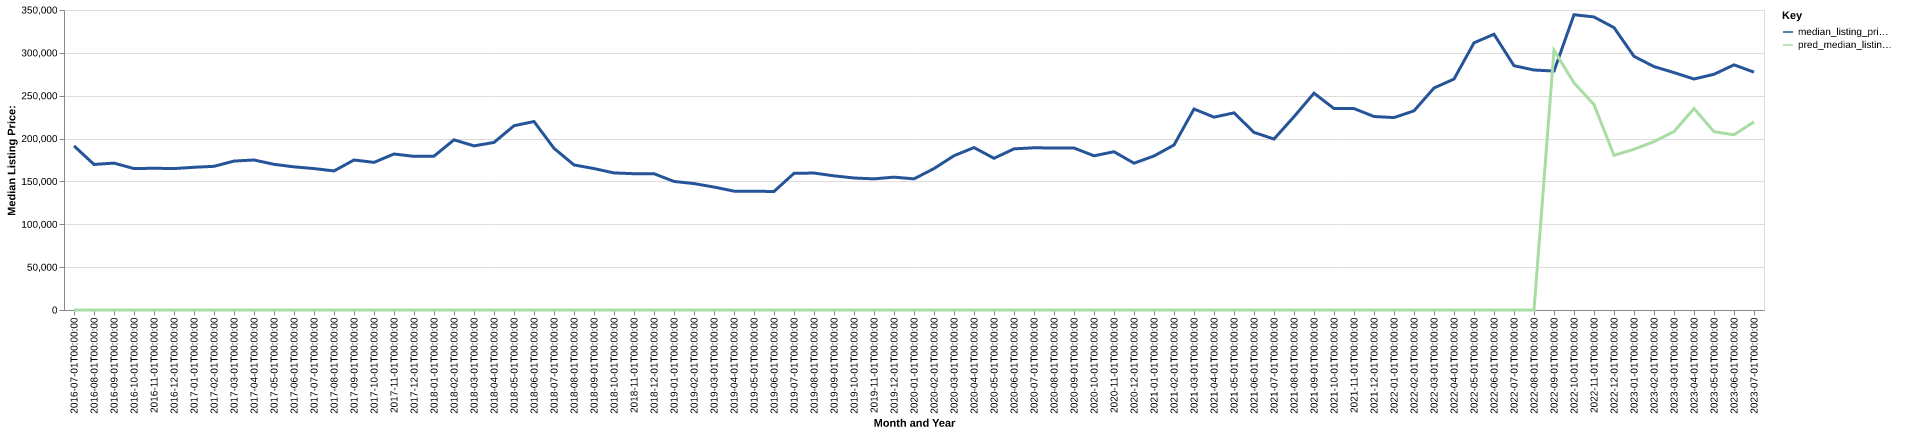 Key
median_listing_pri…
pred_median_listin…
350,000
300,000
250,000
200,000
150,000
100,000
50,000
0
Median Listing Price:
2016-07-01T00:00:00
2016-08-01T00:00:00
2016-09-01T00:00:00
2016-10-01T00:00:00
2016-11-01T00:00:00
2016-12-01T00:00:00
2017-01-01T00:00:00
2017-02-01T00:00:00
2017-03-01T00:00:00
2017-04-01T00:00:00
2017-05-01T00:00:00
2017-06-01T00:00:00
2017-07-01T00:00:00
2017-08-01T00:00:00
2017-09-01T00:00:00
2017-10-01T00:00:00
2017-11-01T00:00:00
2017-12-01T00:00:00
2018-01-01T00:00:00
2018-02-01T00:00:00
2018-03-01T00:00:00
2018-04-01T00:00:00
2018-05-01T00:00:00
2018-06-01T00:00:00
2018-07-01T00:00:00
2018-08-01T00:00:00
2018-09-01T00:00:00
2018-10-01T00:00:00
2018-11-01T00:00:00
2018-12-01T00:00:00
2019-01-01T00:00:00
2019-02-01T00:00:00
2019-03-01T00:00:00
2019-04-01T00:00:00
2019-05-01T00:00:00
2019-06-01T00:00:00
2019-07-01T00:00:00
2019-08-01T00:00:00
2019-09-01T00:00:00
2019-10-01T00:00:00
2019-11-01T00:00:00
2019-12-01T00:00:00
2020-01-01T00:00:00
2020-02-01T00:00:00
2020-03-01T00:00:00
2020-04-01T00:00:00
2020-05-01T00:00:00
2020-06-01T00:00:00
2020-07-01T00:00:00
2020-08-01T00:00:00
2020-09-01T00:00:00
2020-10-01T00:00:00
2020-11-01T00:00:00
2020-12-01T00:00:00
2021-01-01T00:00:00
2021-02-01T00:00:00
2021-03-01T00:00:00
2021-04-01T00:00:00
2021-05-01T00:00:00
2021-06-01T00:00:00
2021-07-01T00:00:00
2021-08-01T00:00:00
2021-09-01T00:00:00
2021-10-01T00:00:00
2021-11-01T00:00:00
2021-12-01T00:00:00
2022-01-01T00:00:00
2022-02-01T00:00:00
2022-03-01T00:00:00
2022-04-01T00:00:00
2022-05-01T00:00:00
2022-06-01T00:00:00
2022-07-01T00:00:00
2022-08-01T00:00:00
2022-09-01T00:00:00
2022-10-01T00:00:00
2022-11-01T00:00:00
2022-12-01T00:00:00
2023-01-01T00:00:00
2023-02-01T00:00:00
2023-03-01T00:00:00
2023-04-01T00:00:00
2023-05-01T00:00:00
2023-06-01T00:00:00
2023-07-01T00:00:00
Month and Year